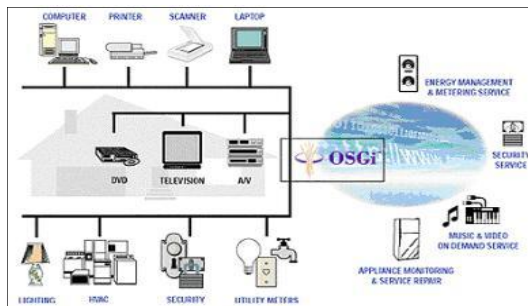 COMPUTER
PRINTER
SCANNER
LAPTOP
ENERGY MANAGEMENT
& METERING SERVICE
DVD
TELEVISION
A/V
OSGi
SECURITY
SERVICE
MUSIC & VIDEO
ON DEMAND SERVICE
APPLIANCE MONITORING
& SERVICE REPAIR
LIGHTING
HVAC
SECURITY
UTILITY METERS